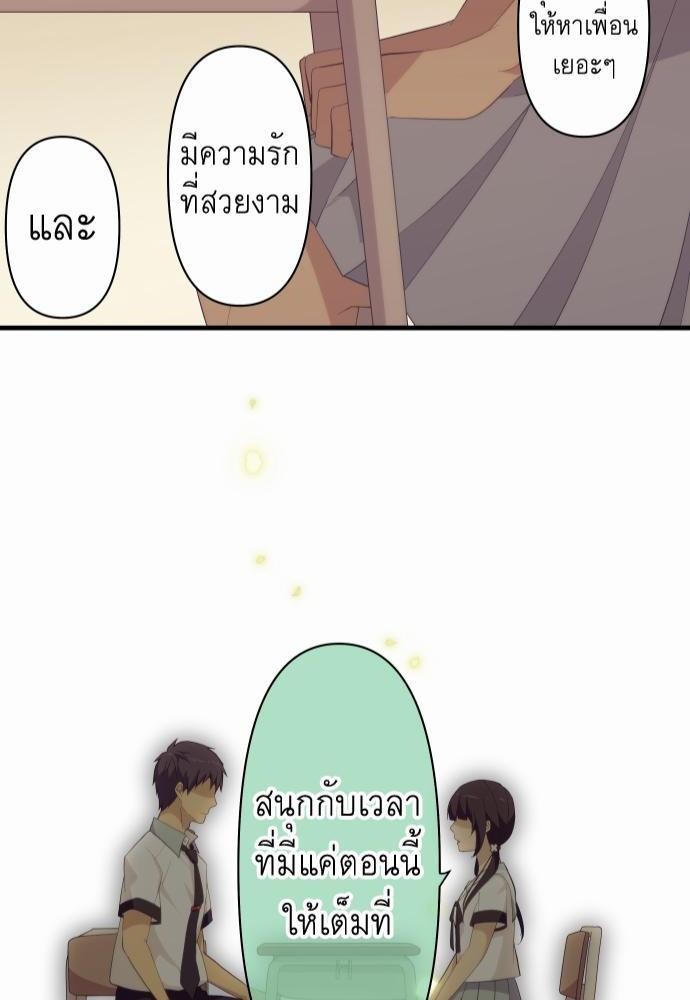 ให้หาเพื่อน
เยอะๆ
มีความรัก
ที่สวยงาม
และ
สนุกกับเวลา
ที่มีแค่ตอนนี้
ให้เต็มที่